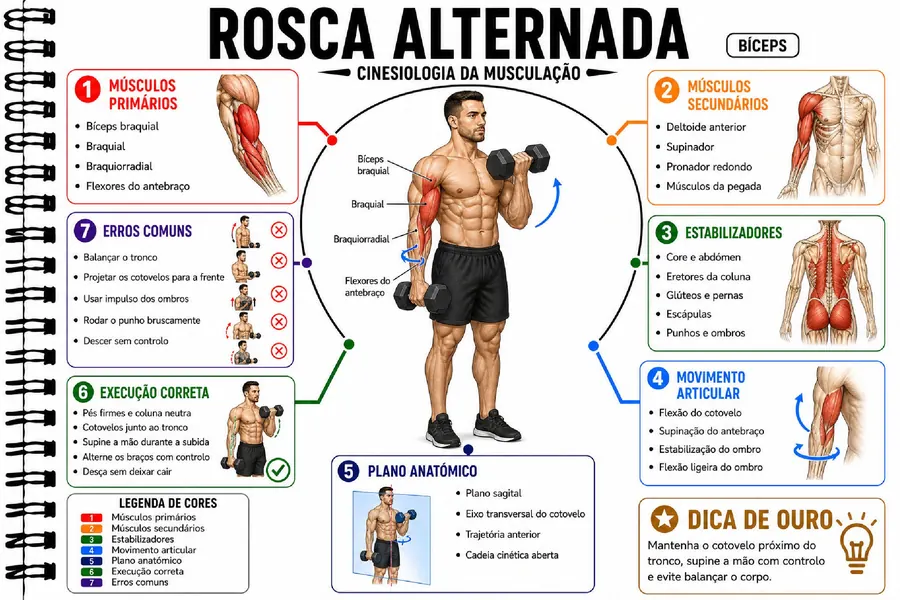 ROSCA ALTERNADA
BÍCEPS
CINESIOLOGIA DA MUSCULAÇÃO
1 MÚSCULOS
PRIMÁRIOS
• Bíceps braquial
• Braquial
• Braquiorradial
• Flexores do antebraço
2 MÚSCULOS
SECUNDÁRIOS
• Deltoide anterior
• Supinador
• Pronador redondo
• Músculos da pegada
Bíceps
braquial
Braquial
Braquiorradial
Flexores do
antebraço
7 ERROS COMUNS
• Balançar o tronco
• Projetar os cotovelos para a frente
• Usar impulso dos ombros
• Rodar o punho bruscamente
• Descer sem controlo
3 ESTABILIZADORES
• Core e abdómen
• Eretores da coluna
• Glúteos e pernas
• Escápulas
• Punhos e ombros
6 EXECUÇÃO CORRETA
• Pés firmes e coluna neutra
• Cotovelos junto ao tronco
• Supine a mão durante a subida
• Alterne os braços com controlo
• Desça sem deixar cair
4 MOVIMENTO
ARTICULAR
• Flexão do cotovelo
• Supinação do antebraço
• Estabilização do ombro
• Flexão ligeira do ombro
5 PLANO ANATÓMICO
• Plano sagital
• Eixo transversal do cotovelo
• Trajetória anterior
• Cadeia cinética aberta
LEGENDA DE CORES
1 Músculos primários
2 Músculos secundários
3 Estabilizadores
4 Movimento articular
5 Plano anatômico
6 Execução correta
7 Erros comuns
DICA DE OURO
Mantenha o cotovelo próximo do
tronco, supine a mão com controlo
e evite balançar o corpo.